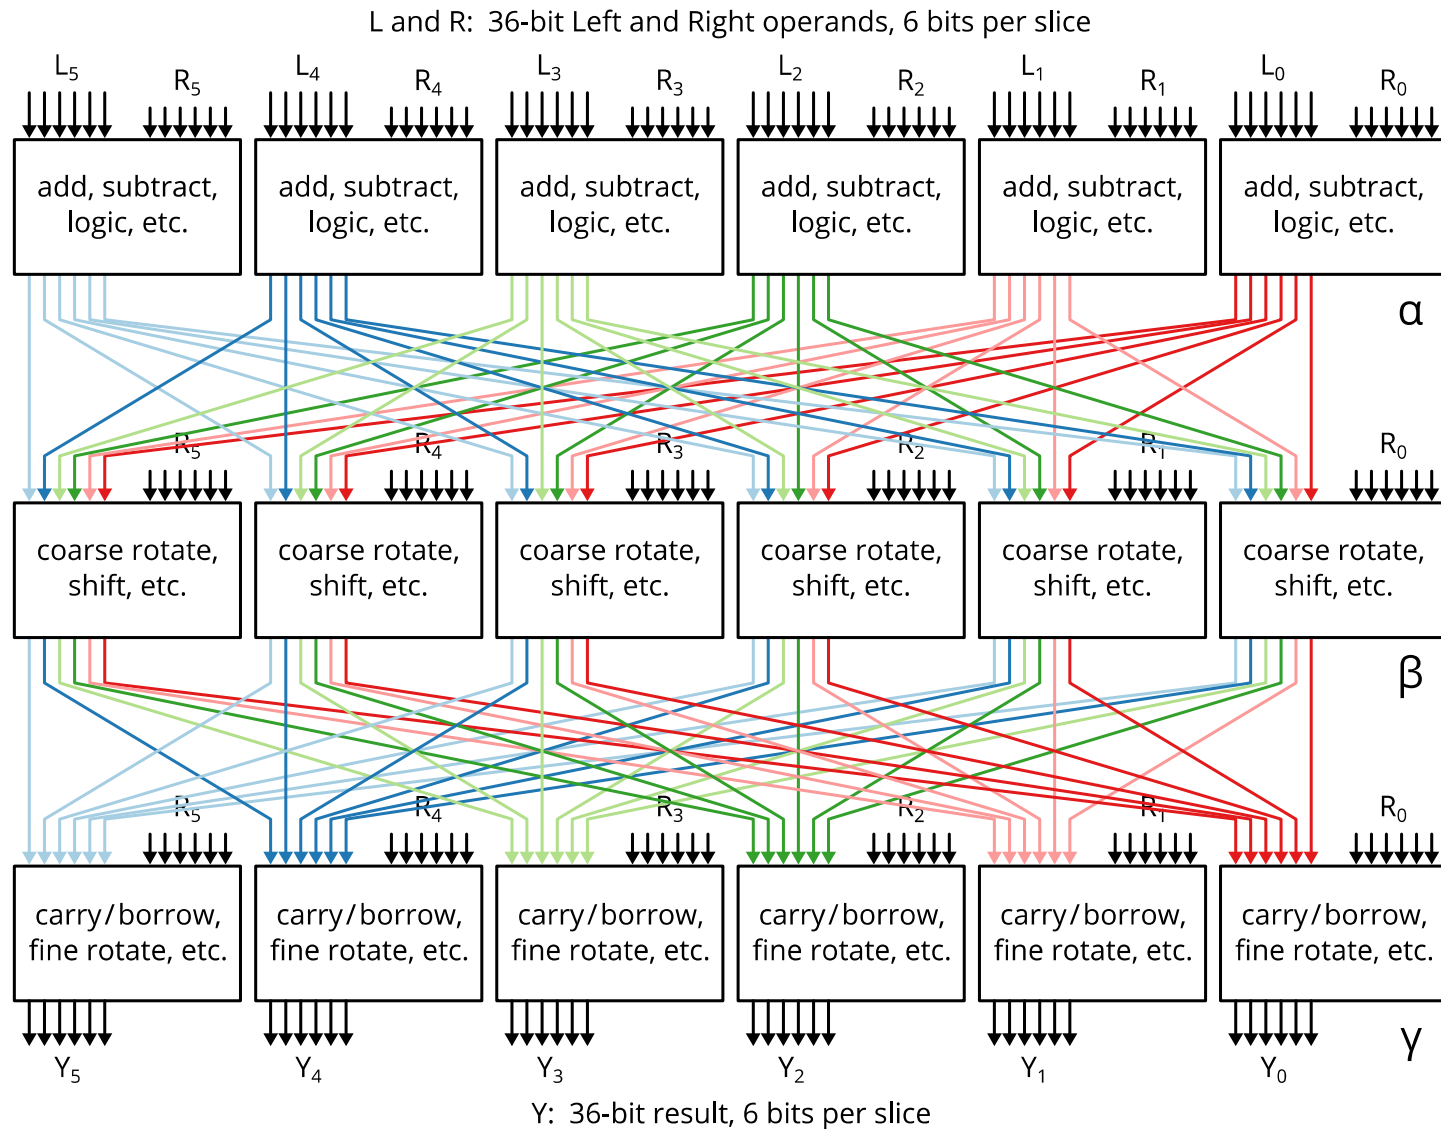 L and R: 36-bit Left and Right operands, 6 bits per slice
L5 R5 L4 R4 L3 R3 L2 R2 L1 R1 L0 R0
add, subtract, add, subtract, add, subtract, add, subtract, add, subtract, add, subtract,
logic, etc. logic, etc. logic, etc. logic, etc. logic, etc. logic, etc.
α
R5 R4 R3 R2 R1 R0
coarse rotate, coarse rotate, coarse rotate, coarse rotate, coarse rotate, coarse rotate,
shift, etc. shift, etc. shift, etc. shift, etc. shift, etc. shift, etc.
β
R5 R4 R3 R2 R1 R0
carry/borrow, carry/borrow, carry/borrow, carry/borrow, carry/borrow, carry/borrow,
fine rotate, etc. fine rotate, etc. fine rotate, etc. fine rotate, etc. fine rotate, etc. fine rotate, etc.
γ
Y5 Y4 Y3 Y2 Y1 Y0
Y: 36-bit result, 6 bits per slice